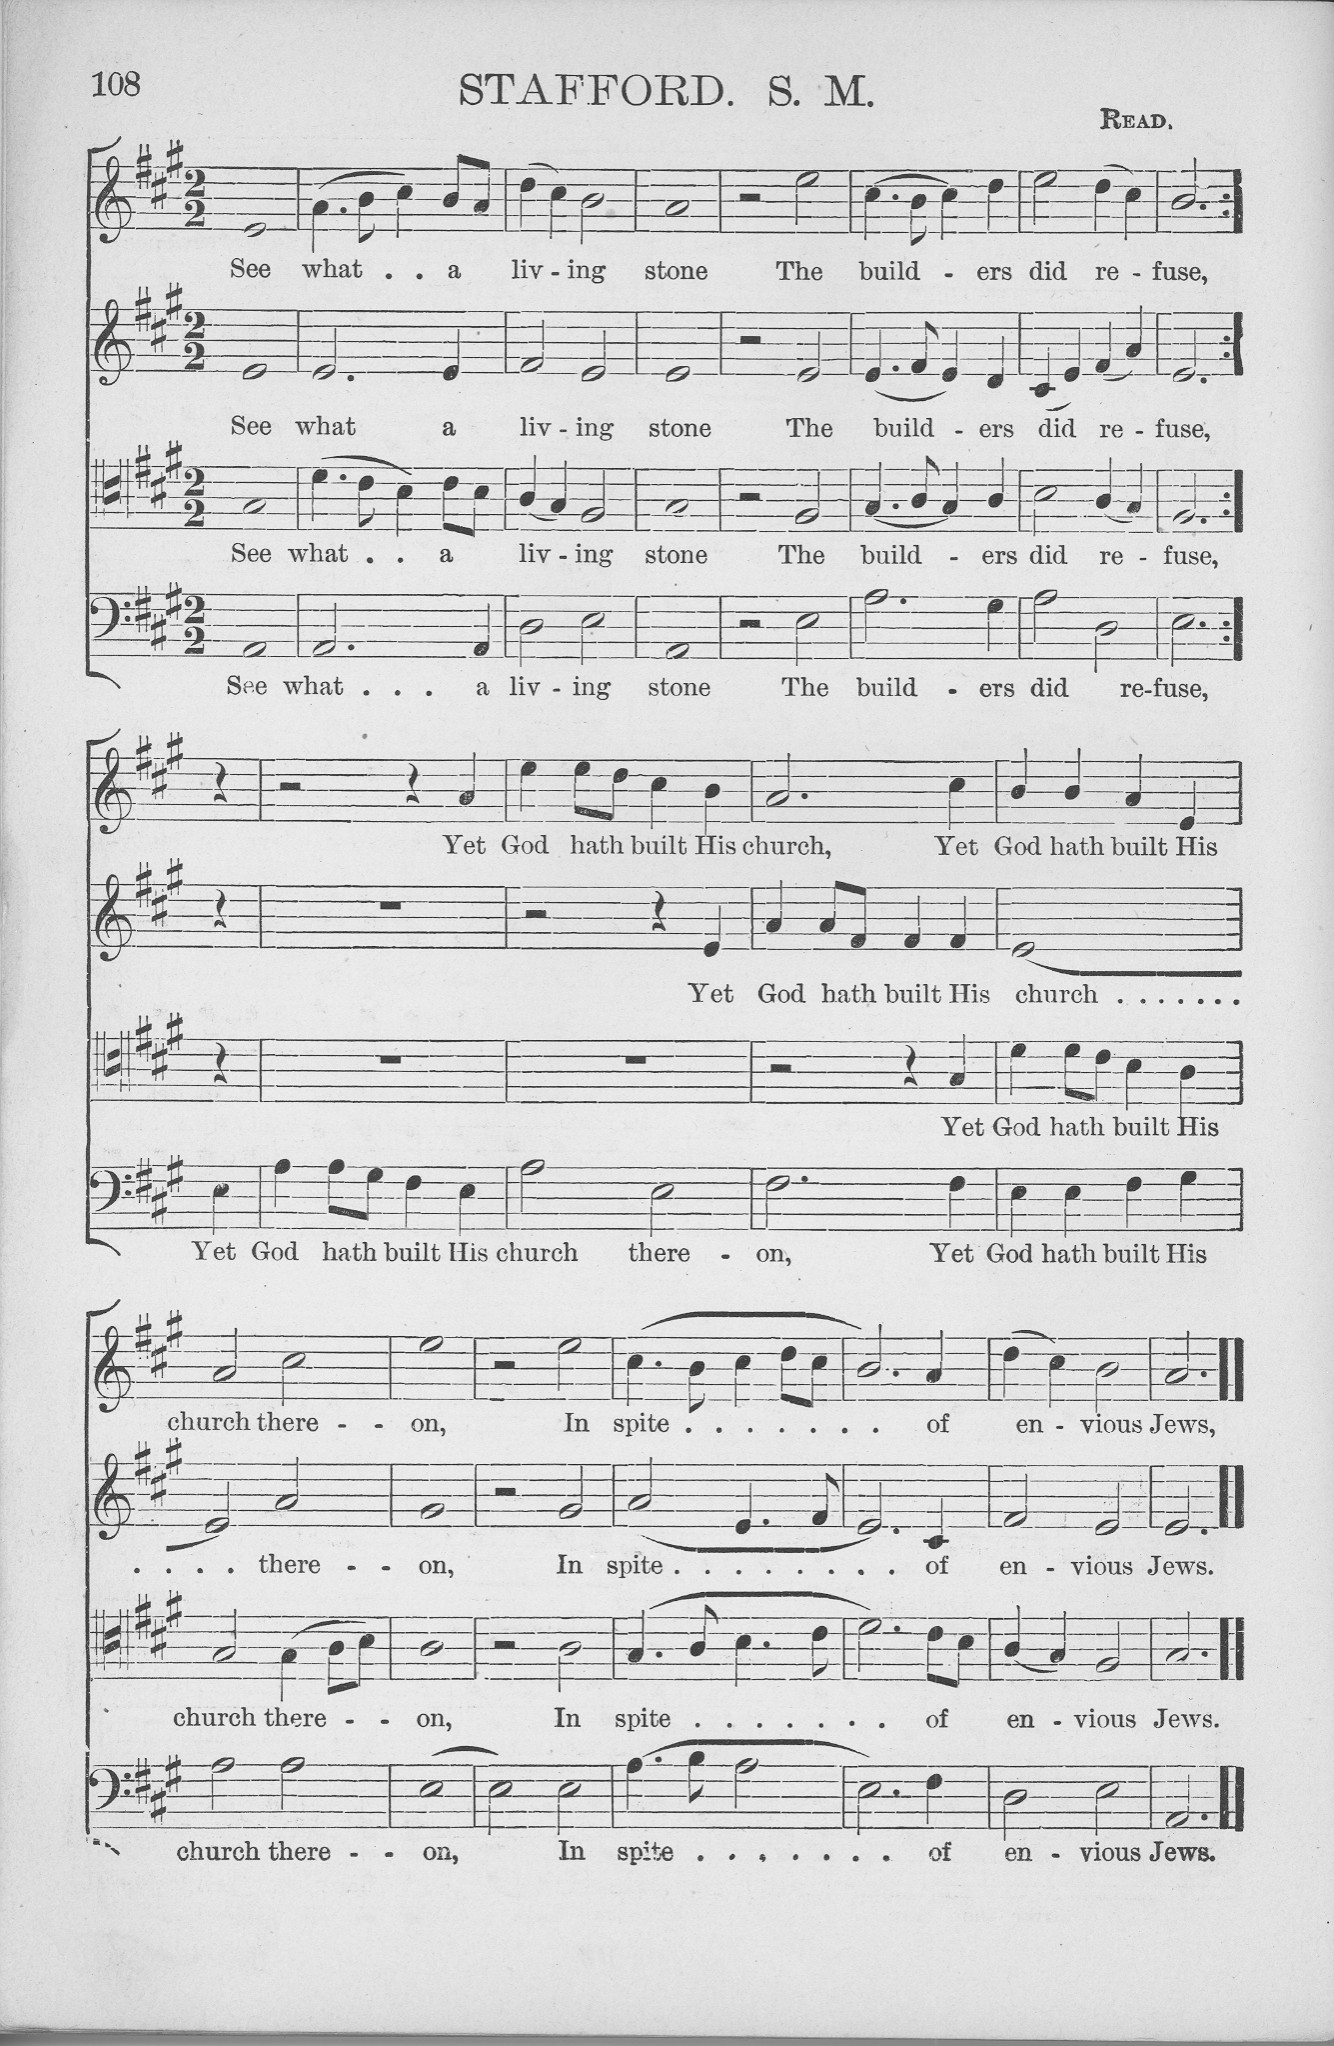 108
STAFFORD. S. M.
READ.
See what . . a liv - ing stone The build - ers did re - fuse,
See what a liv - ing stone The build - ers did re - fuse,
See what . . a liv - ing stone The build - ers did re - fuse,
See what . . . a liv - ing stone The build - ers did re-fuse,
Yet God hath built His church, Yet God hath built His
Yet God hath built His church . . . . . . .
Yet God hath built His
Yet God hath built His church there - on, Yet God hath built His
church there - - on, In spite . . . . . . . of en - vious Jews,
. . . . there - - on, In spite . . . . . . . . of en - vious Jews.
church there - - on, In spite . . . . . . . of en - vious Jews.
church there - - on, In spite . . . . . . . of en - vious Jews.